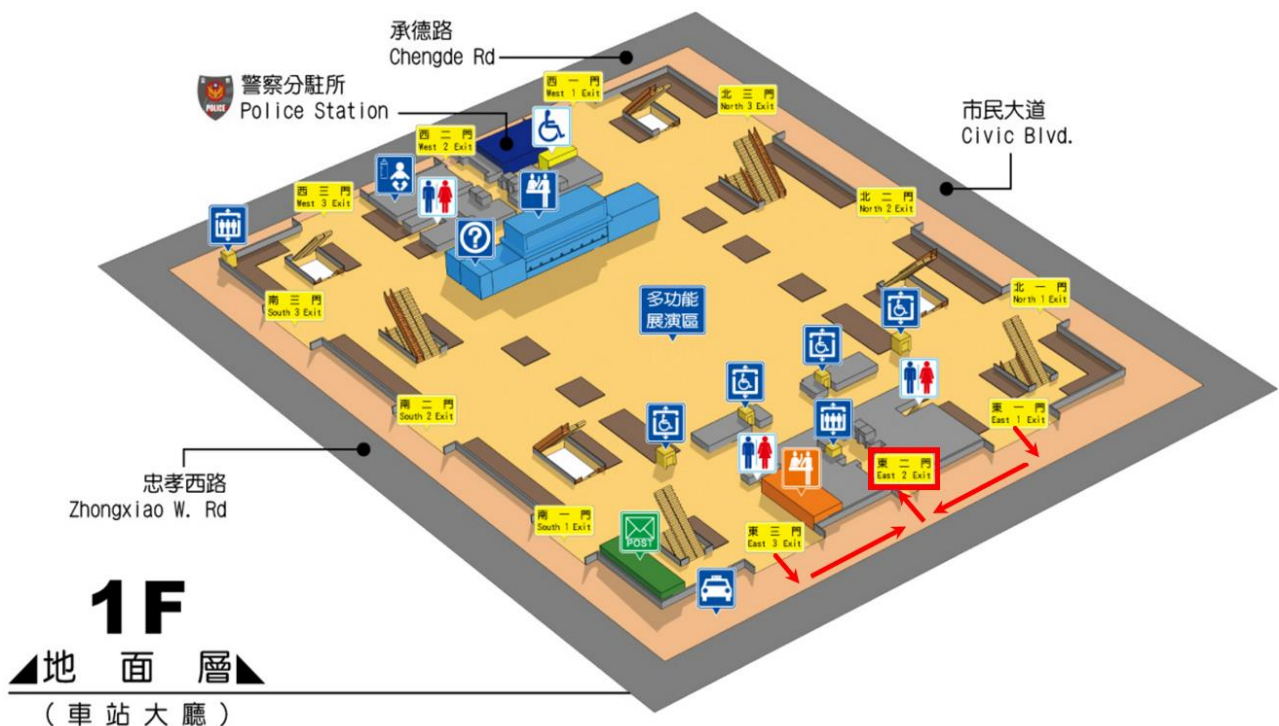 承德路
Chengde Rd
POLICE
警察分駐所
Police Station
西一門
West 1 Exit
北三門
North 3 Exit
市民大道
Civic Blvd.
西二門
West 2 Exit
西三門
West 3 Exit
北二門
North 2 Exit
?
南三門
South 3 Exit
多功能
展演區
北一門
North 1 Exit
南二門
South 2 Exit
東一門
East 1 Exit
忠孝西路
Zhongxiao W. Rd
東二門
East 2 Exit
南一門
South 1 Exit
POST
東三門
East 3 Exit
1F
地面層
(車站大廳)